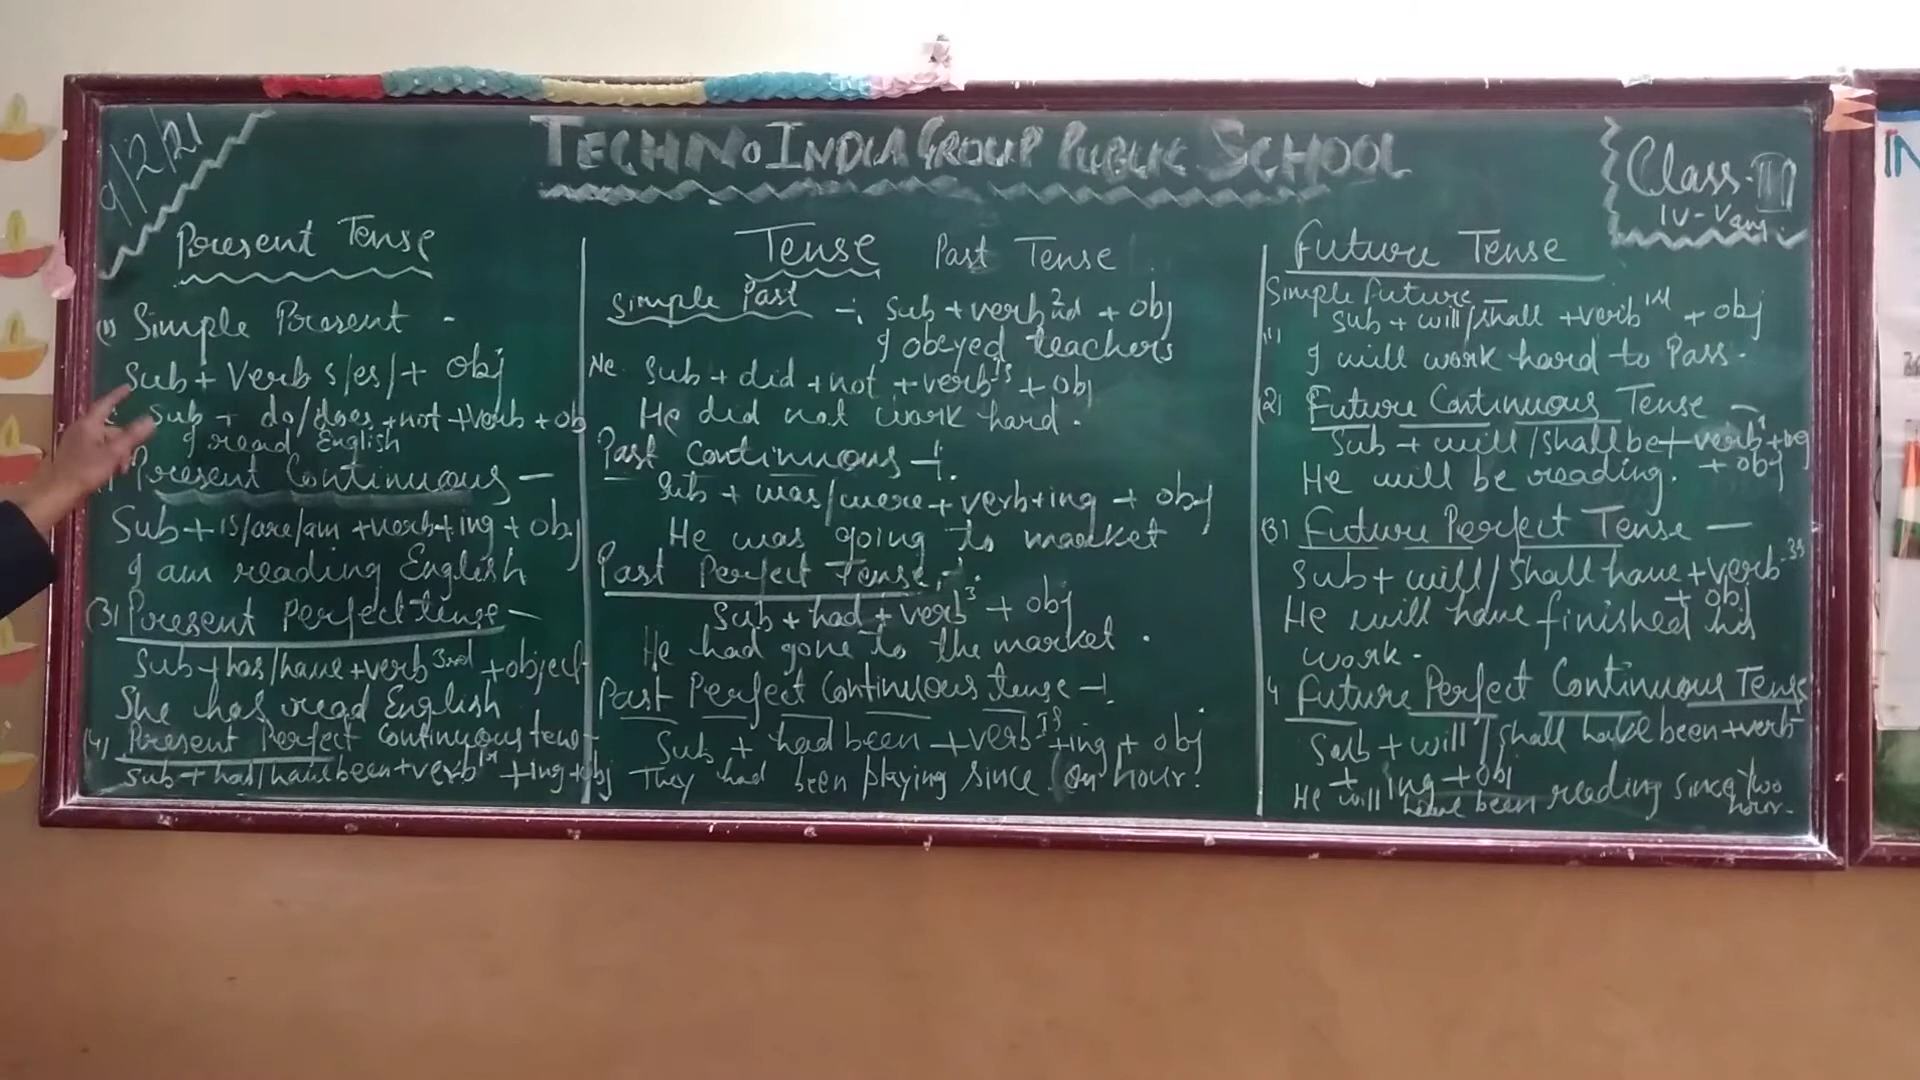 9/2/21
TECHNO INDIA GROUP PUBLIC SCHOOL
Class-III
IV-
Tense
Present Tense
(1) Simple Present -
Sub + Verb s/es/+ Obj
Sub + do/does +not +Verb + ob
I read English
Present Continuous -
Sub + is/are/am +verb+ing + Obj
I am reading English
(3) Present Perfect tense -
Sub + has/have + verb 3rd + object
She has read English
(4) Present Perfect Continuous tens
Sub + has/have been + verb 1st + ing + obj
Past Tense
Simple Past -: Sub + verb 2nd + obj
I obeyed teachers
Ne. Sub + did + not + verb Is + obj
He did not work hard.
Past Continuous -:
Sub + was/were + verb+ing + obj
He was going to market
Past Perfect Tense -:
Sub + had + verb 3 + obj
He had gone to the market.
Past Perfect Continuous tense -!
Sub + had been + verb Is +ing + obj
They had been playing since an hour.
Future Tense
Simple Future -
(1) Sub + will/shall + verb 1st + obj
I will work hard to Pass.
(2) Future Continuous Tense -
Sub + will/shall be + verb 1 + ing
+ obj
He will be reading.
(3) Future Perfect Tense -
Sub + will/shall have + verb
+ obj
He will have finished his
work.
4 Future Perfect Continuous Tense
Sub + will/shall have been + verb
+ ing + obj
He will have been reading since two
hour.
IN